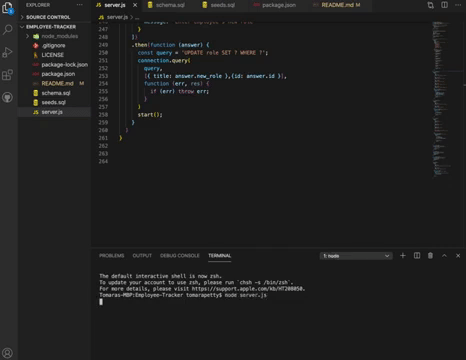 EXPLORER
server.js
schema.sql
seeds.sql
package.json
README.md
SOURCE CONTROL
EMPLOYEE-TRACKER
node_modules
.gitignore
LICENSE
package-lock.json
package.json
README.md
schema.sql
seeds.sql
server.js
server.js > ...
247 }
248 ])
249 .then(function (answer) {
250 const query = "UPDATE role SET ? WHERE ?";
251 connection.query(
252 query,
253 [{ title: answer.new_role },{id: answer.id }],
254 function (err, res) {
255 if (err) throw err;
256 }
257 )
258 start();
259 }
260 )
261 }
262
263
264
PROBLEMS OUTPUT DEBUG CONSOLE TERMINAL 1: node
The default interactive shell is now zsh.
To update your account to use zsh, please run `chsh -s /bin/zsh`.
For more details, please visit https://support.apple.com/kb/HT208050.
Tomaras-MBP:Employee-Tracker tomarapetty$ node server.js